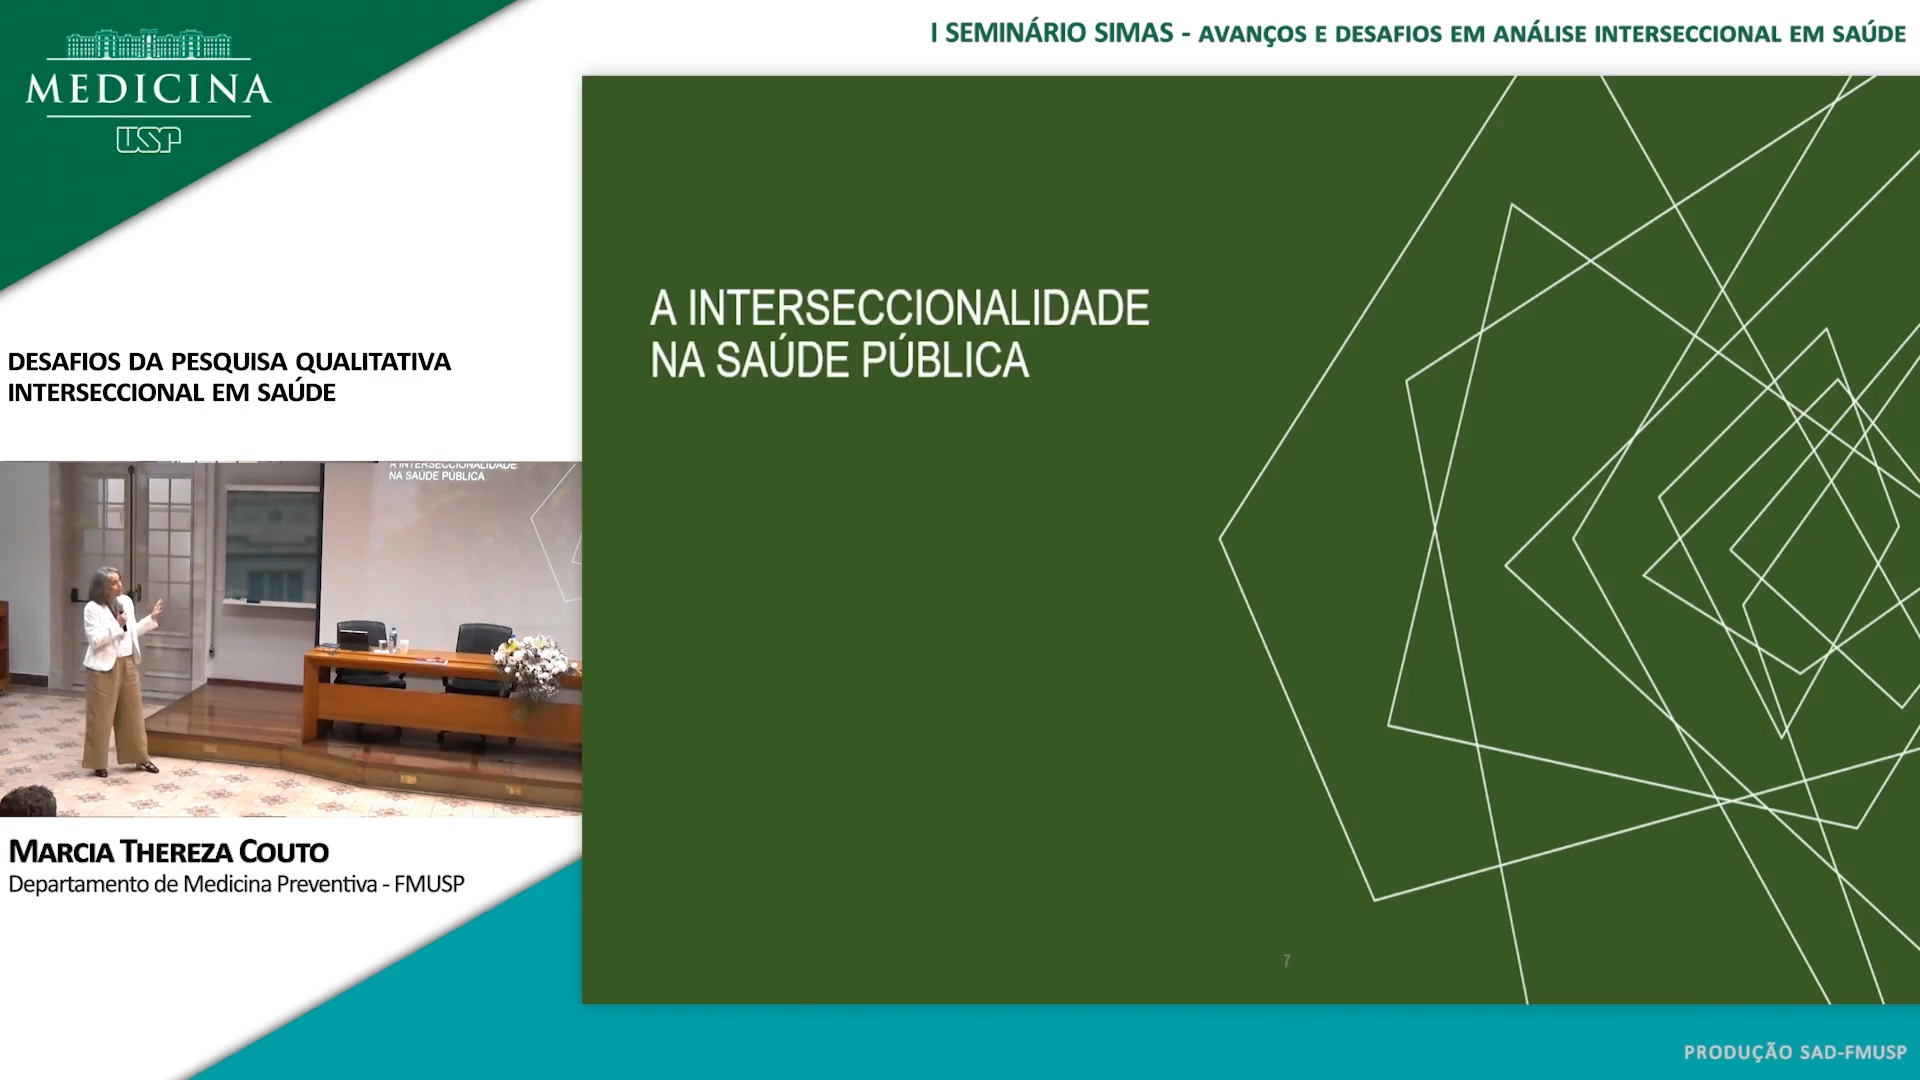 MEDICINA
USP
I SEMINÁRIO SIMAS - AVANÇOS E DESAFIOS EM ANÁLISE INTERSECCIONAL EM SAÚDE
A INTERSECCIONALIDADE
NA SAÚDE PÚBLICA
7
DESAFIOS DA PESQUISA QUALITATIVA
INTERSECCIONAL EM SAÚDE
A INTERSECCIONALIDADE
NA SAÚDE PÚBLICA
MARCIA THEREZA COUTO
Departamento de Medicina Preventiva - FMUSP
PRODUÇÃO SAD-FMUSP